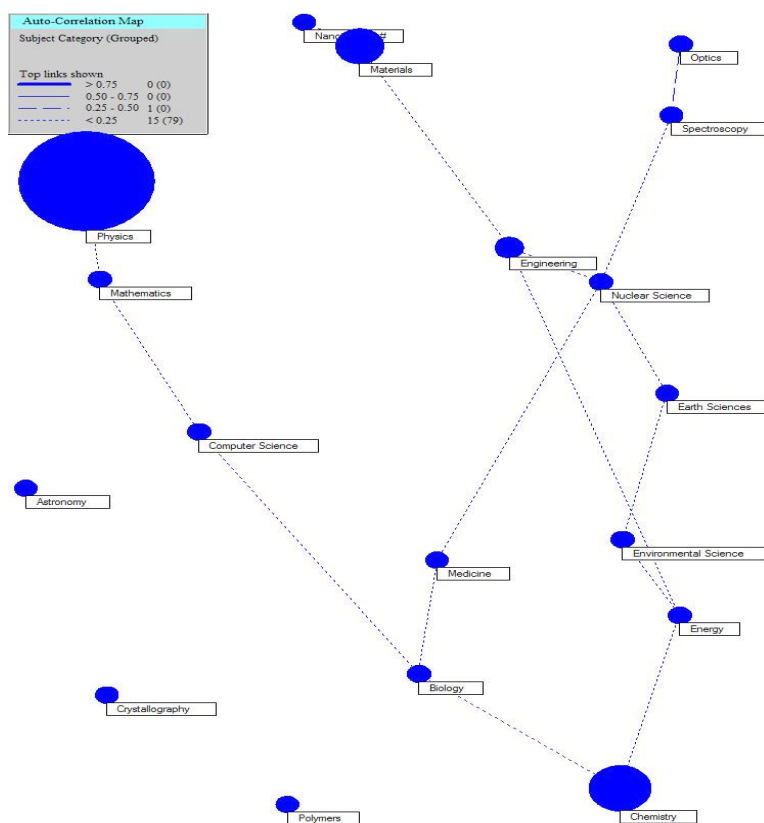 Auto-Correlation Map
Subject Category (Grouped)
Top links shown
> 0.75 0 (0)
0.50 - 0.75 0 (0)
0.25 - 0.50 1 (0)
< 0.25 15 (79)
Materials
Optics
Spectroscopy
Physics
Engineering
Mathematics
Nuclear Science
Earth Sciences
Computer Science
Astronomy
Environmental Science
Medicine
Energy
Biology
Crystallography
Polymers
Chemistry